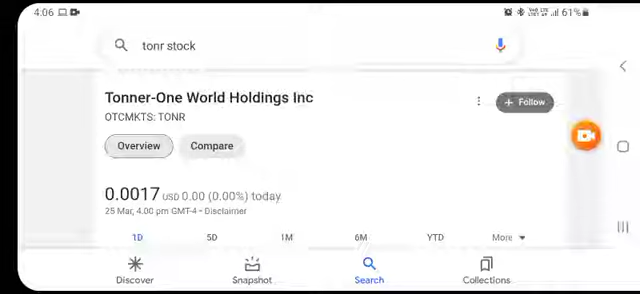 4:06 61%
tonr stock
Tonner-One World Holdings Inc
+ Follow
OTCMKTS: TONR
Overview Compare
0.0017 USD 0.00 (0.00%) today
25 Mar, 4.00 pm GMT-4 • Disclaimer
1D 5D 1M 6M YTD More
Discover Snapshot Search Collections